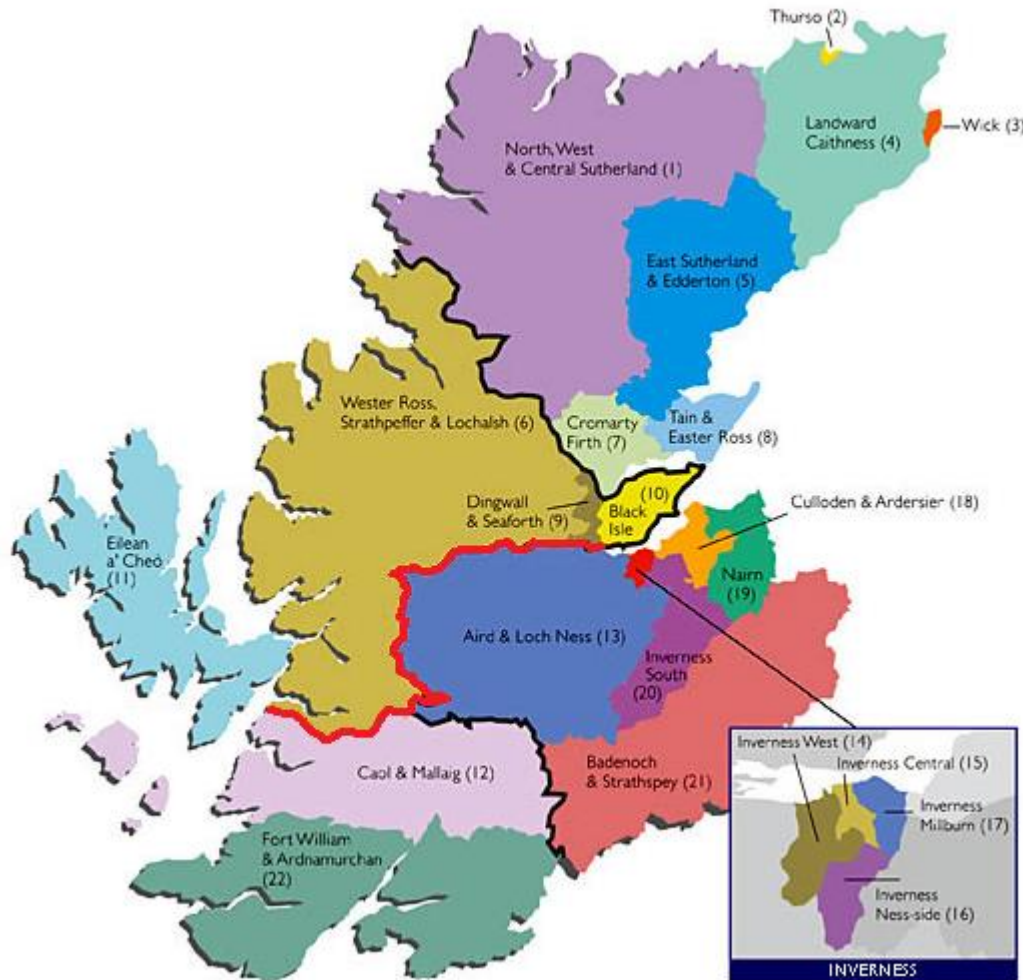 Thurso (2)
Wick (3)
Landward
Caithness (4)
North, West
& Central Sutherland (1)
East Sutherland
& Edderton (5)
Wester Ross,
Strathpeffer & Lochalsh (6)
Cromarty
Firth (7)
Tain &
Easter Ross (8)
Dingwall
& Seaforth (9)
(10)
Black
Isle
Culloden & Ardersier (18)
Eilean
a' Cheó
(11)
Nairn
(19)
Aird & Loch Ness (13)
Inverness
South
(20)
Caol & Mallaig (12)
Badenoch
& Strathspey (21)
Fort William
& Ardnamurchan
(22)
Inverness West (14)
Inverness Central (15)
Inverness
Millburn (17)
Inverness
Ness-side (16)
INVERNESS